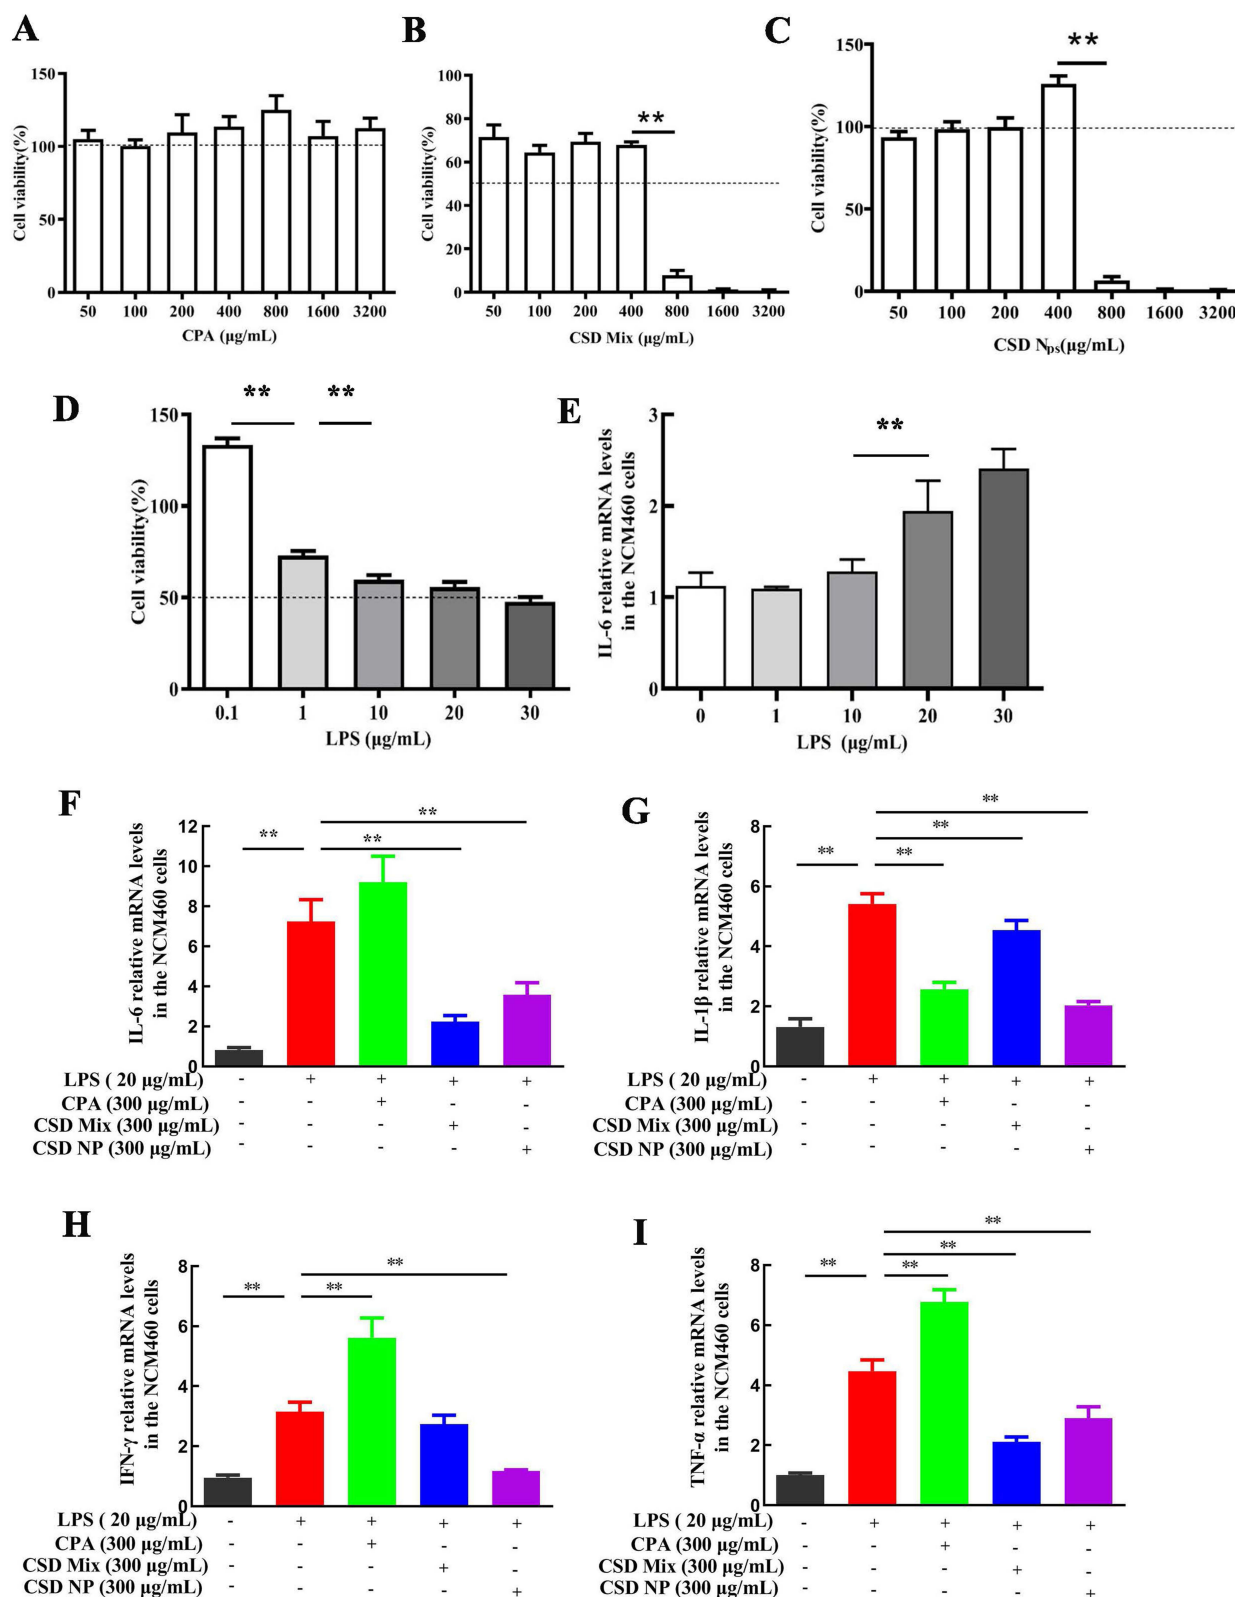 A
Cell viability(%)
150
100
50
0
50 100 200 400 800 1600 3200
CPA (μg/mL)
B
Cell viability(%)
100
80
60
40
20
0
**
50 100 200 400 800 1600 3200
CSD Mix (μg/mL)
C
Cell viability(%)
150
100
50
0
**
50 100 200 400 800 1600 3200
CSD Nps(μg/mL)
D
Cell viability(%)
150
100
50
0
** **
0.1 1 10 20 30
LPS (μg/mL)
E
IL-6 relative mRNA levels
in the NCM460 cells
3
2
1
0
**
0 1 10 20 30
LPS (μg/mL)
F
IL-6 relative mRNA levels
in the NCM460 cells
12
10
8
6
4
2
0
**
** **
LPS ( 20 μg/mL) - + + + +
CPA (300 μg/mL) - - + - -
CSD Mix (300 μg/mL) - - - + -
CSD NP (300 μg/mL) - - - - +
G
IL-1β relative mRNA levels
in the NCM460 cells
8
6
4
2
0
**
**
** **
LPS ( 20 μg/mL) - + + + +
CPA (300 μg/mL) - - + - -
CSD Mix (300 μg/mL) - - - + -
CSD NP (300 μg/mL) - - - - +
H
IFN-γ relative mRNA levels
in the NCM460 cells
8
6
4
2
0
**
** **
LPS ( 20 μg/mL) - + + + +
CPA (300 μg/mL) - - + - -
CSD Mix (300 μg/mL) - - - + -
CSD NP (300 μg/mL) - - - - +
I
TNF-α relative mRNA levels
in the NCM460 cells
8
6
4
2
0
**
**
** **
LPS ( 20 μg/mL) - + + + +
CPA (300 μg/mL) - - + - -
CSD Mix (300 μg/mL) - - - + -
CSD NP (300 μg/mL) - - - - +